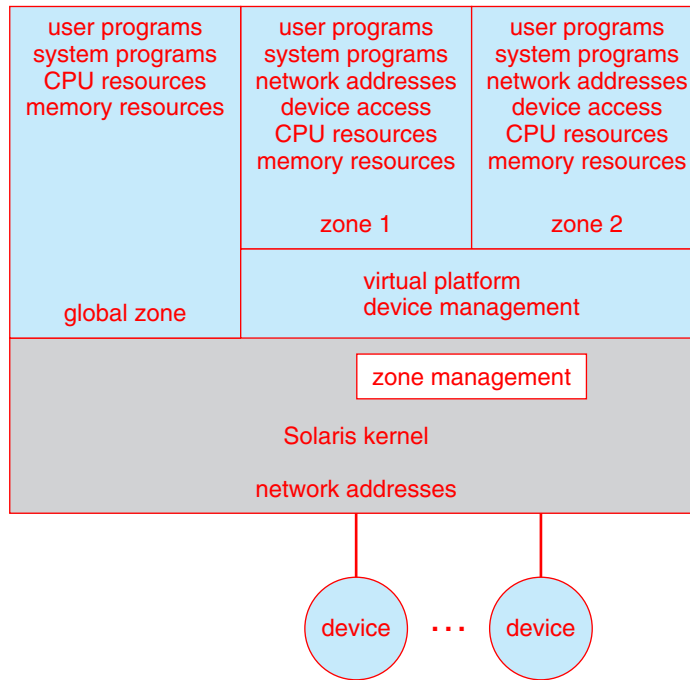 user programs
system programs
CPU resources
memory resources
global zone
user programs
system programs
network addresses
device access
CPU resources
memory resources
zone 1
user programs
system programs
network addresses
device access
CPU resources
memory resources
zone 2
virtual platform
device management
zone management
Solaris kernel
network addresses
device
...
device